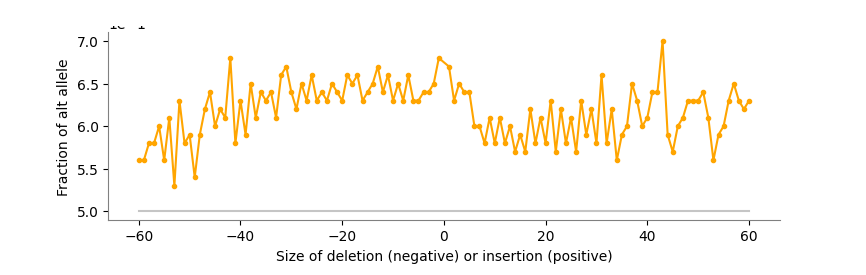 7.0
6.5
6.0
5.5
5.0
Fraction of alt allele
−60 −40 −20 0 20 40 60
Size of deletion (negative) or insertion (positive)